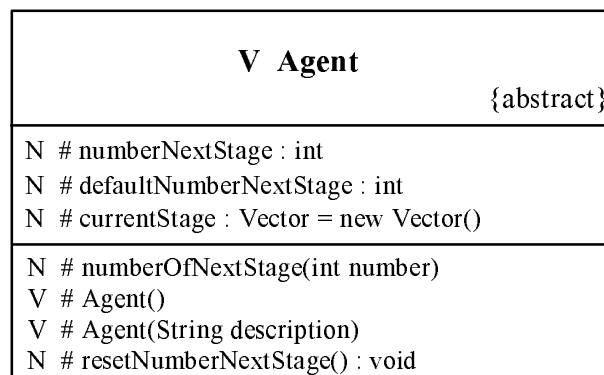 V Agent
{abstract}
N # numberNextStage : int
N # defaultNumberNextStage : int
N # currentStage : Vector = new Vector()
N # numberOfNextStage(int number)
V # Agent()
V # Agent(String description)
N # resetNumberNextStage() : void